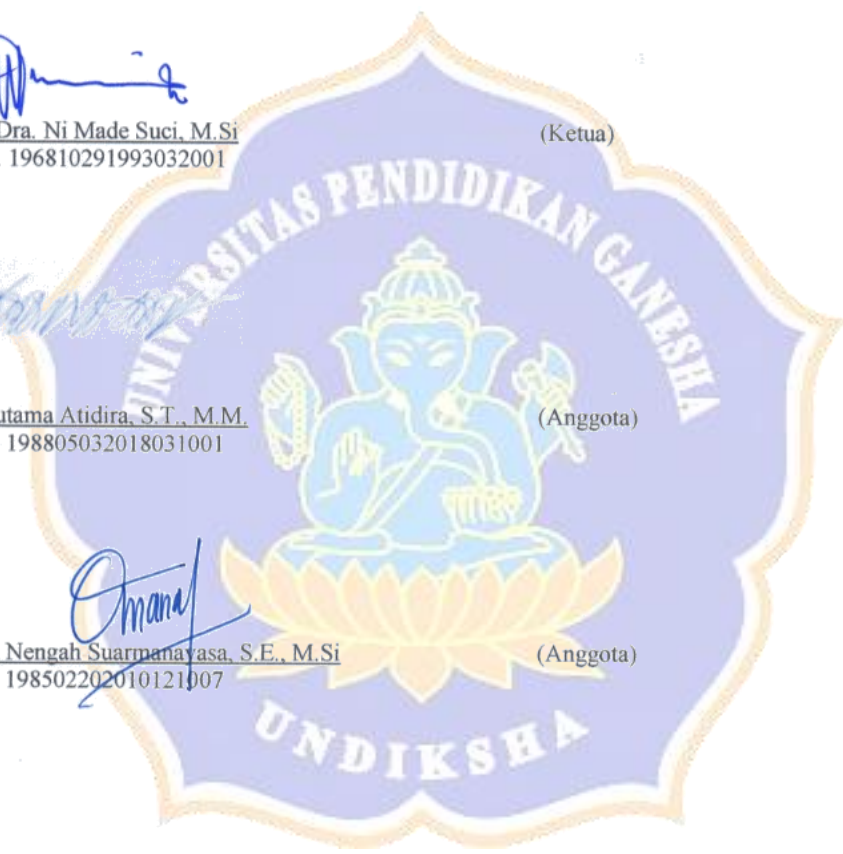 Dra. Ni Made Suci, M.Si (Ketua)
196810291993032001
UNIVERSITAS PENDIDIKAN GANESHA
utama Atidira, S.T., M.M. (Anggota)
198805032018031001
Nengah Suarmanayasa, S.E., M.Si (Anggota)
198502202010121007
UNDIKSHA